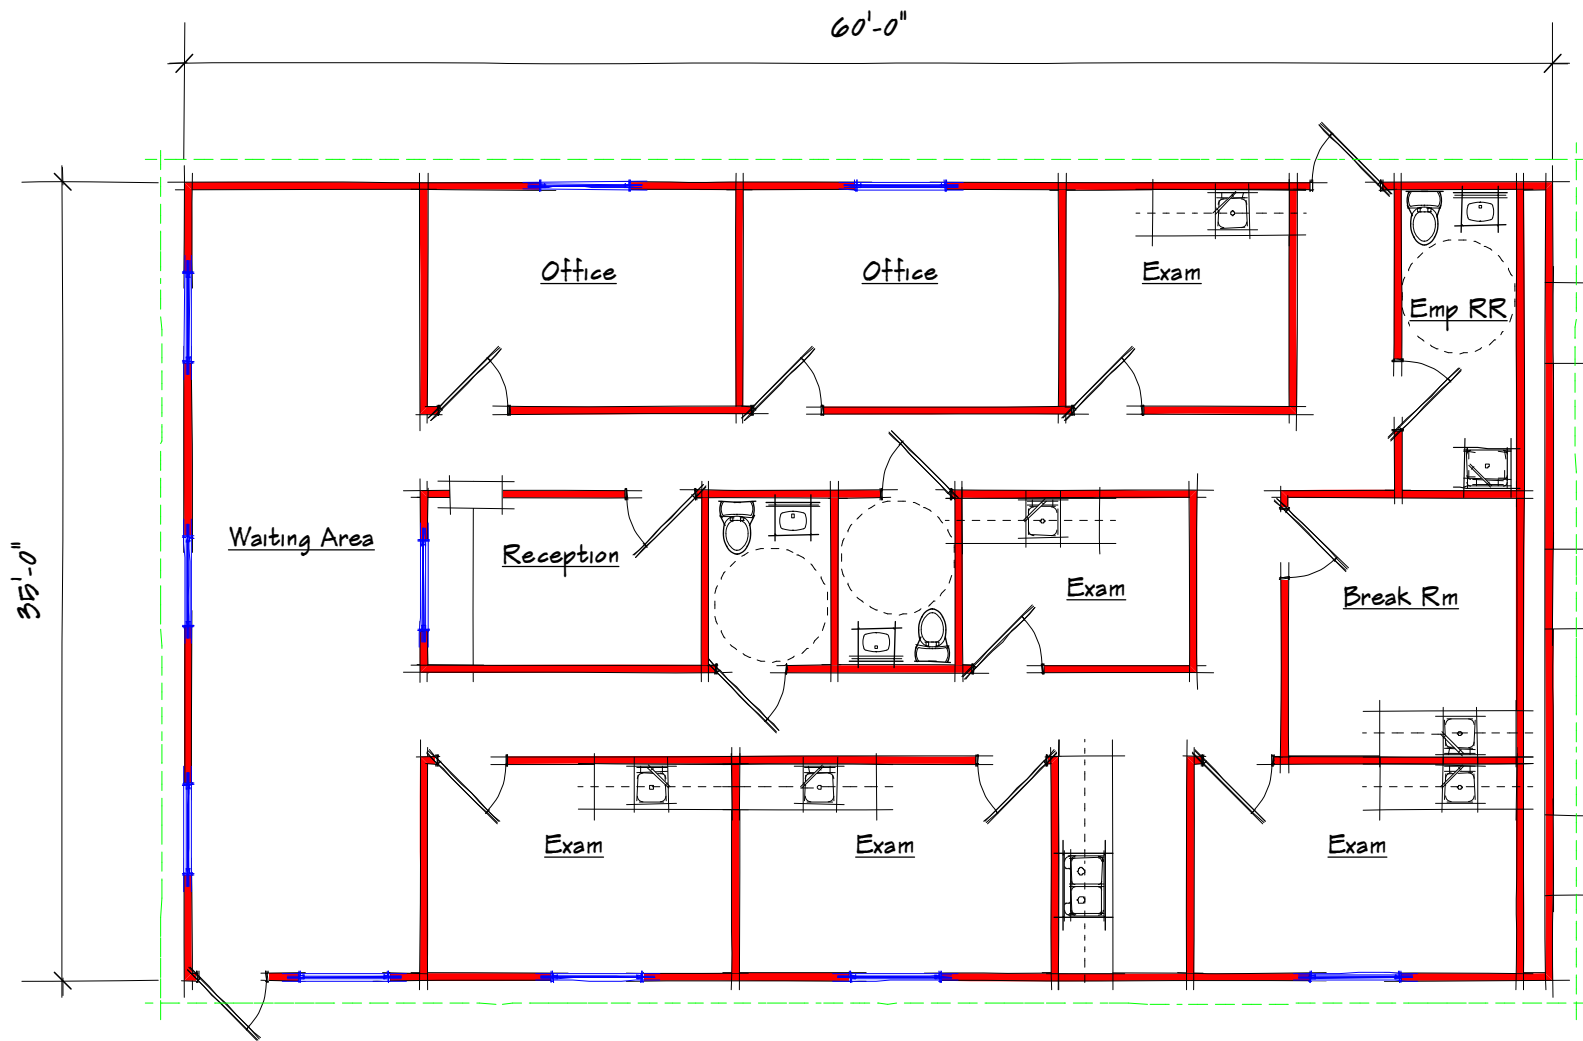 60'-0"
Office
Office
Exam
Emp RR
35'-0"
Waiting Area
Reception
Exam
Break Rm
Exam
Exam
Exam